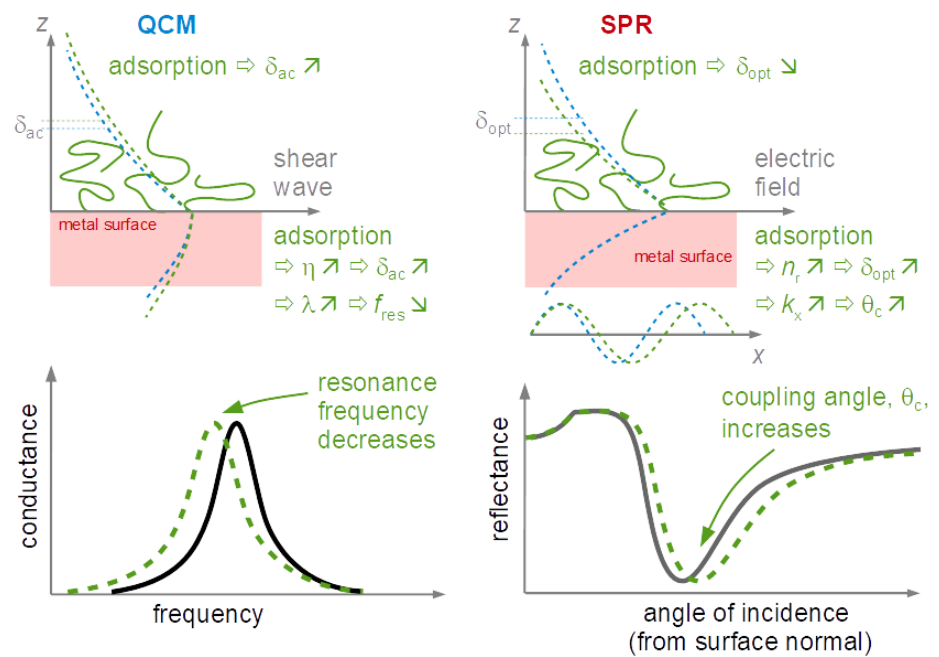 z
QCM
adsorption ⇨ δac ↗
δac
shear
wave
metal surface
adsorption
⇨ η ↗ ⇨ δac ↗
⇨ λ ↗ ⇨ fres ↘
z
SPR
adsorption ⇨ δopt ↘
δopt
electric
field
metal surface
adsorption
⇨ nr ↗ ⇨ δopt ↗
⇨ kx ↗ ⇨ θc ↗
x
conductance
resonance
frequency
decreases
frequency
reflectance
coupling angle, θc,
increases
angle of incidence
(from surface normal)